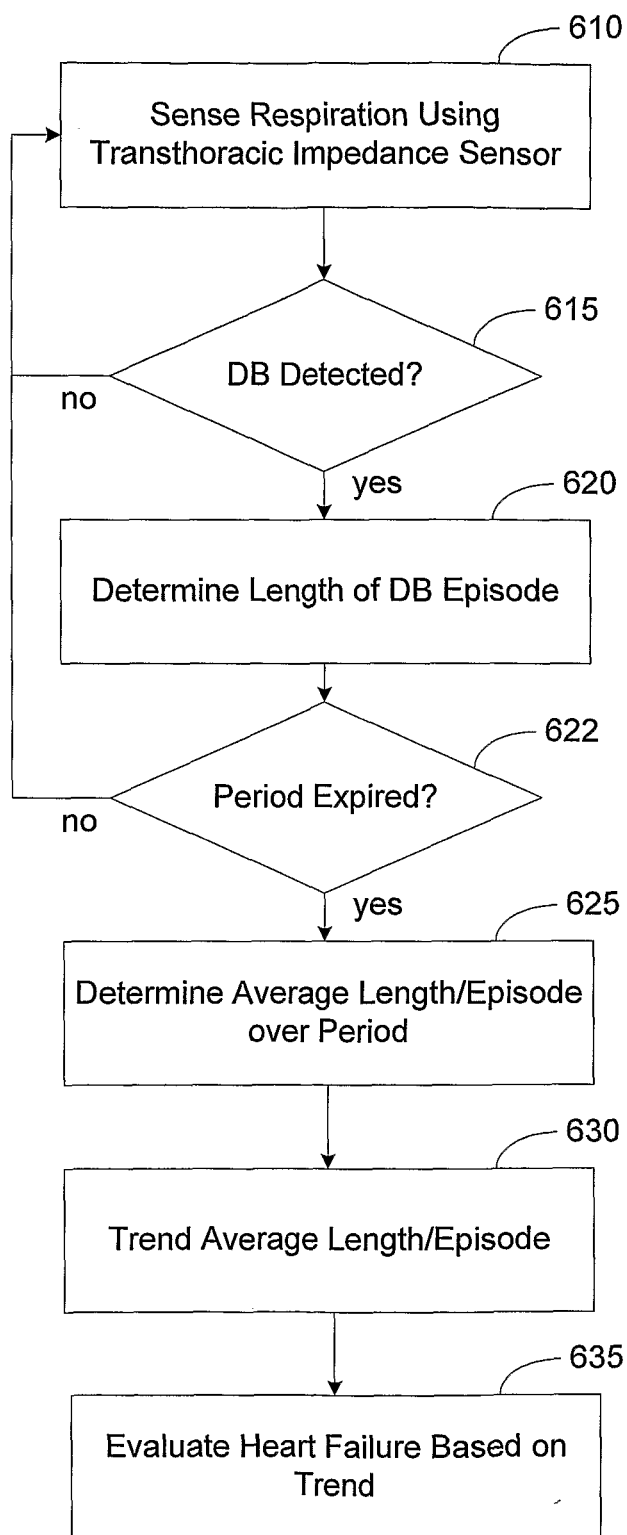 610
Sense Respiration Using
Transthoracic Impedance Sensor
615
DB Detected?
no
yes
620
Determine Length of DB Episode
622
Period Expired?
no
yes
625
Determine Average Length/Episode
over Period
630
Trend Average Length/Episode
635
Evaluate Heart Failure Based on
Trend